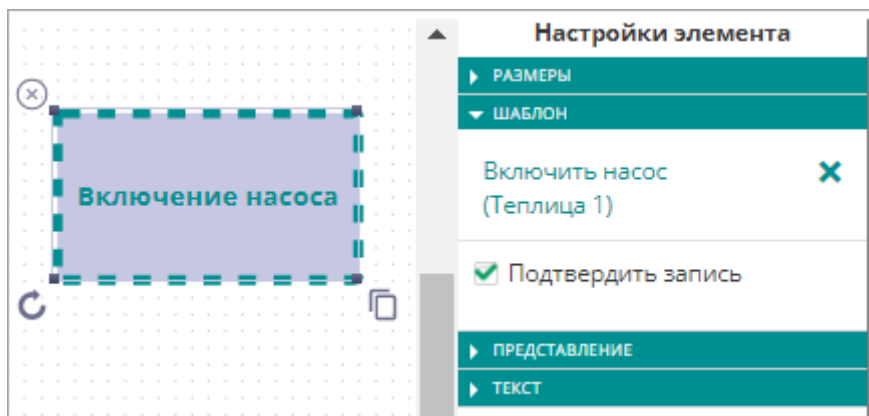 Включение насоса
Настройки элемента
РАЗМЕРЫ
ШАБЛОН
Включить насос
(Теплица 1)
Подтвердить запись
ПРЕДСТАВЛЕНИЕ
ТЕКСТ